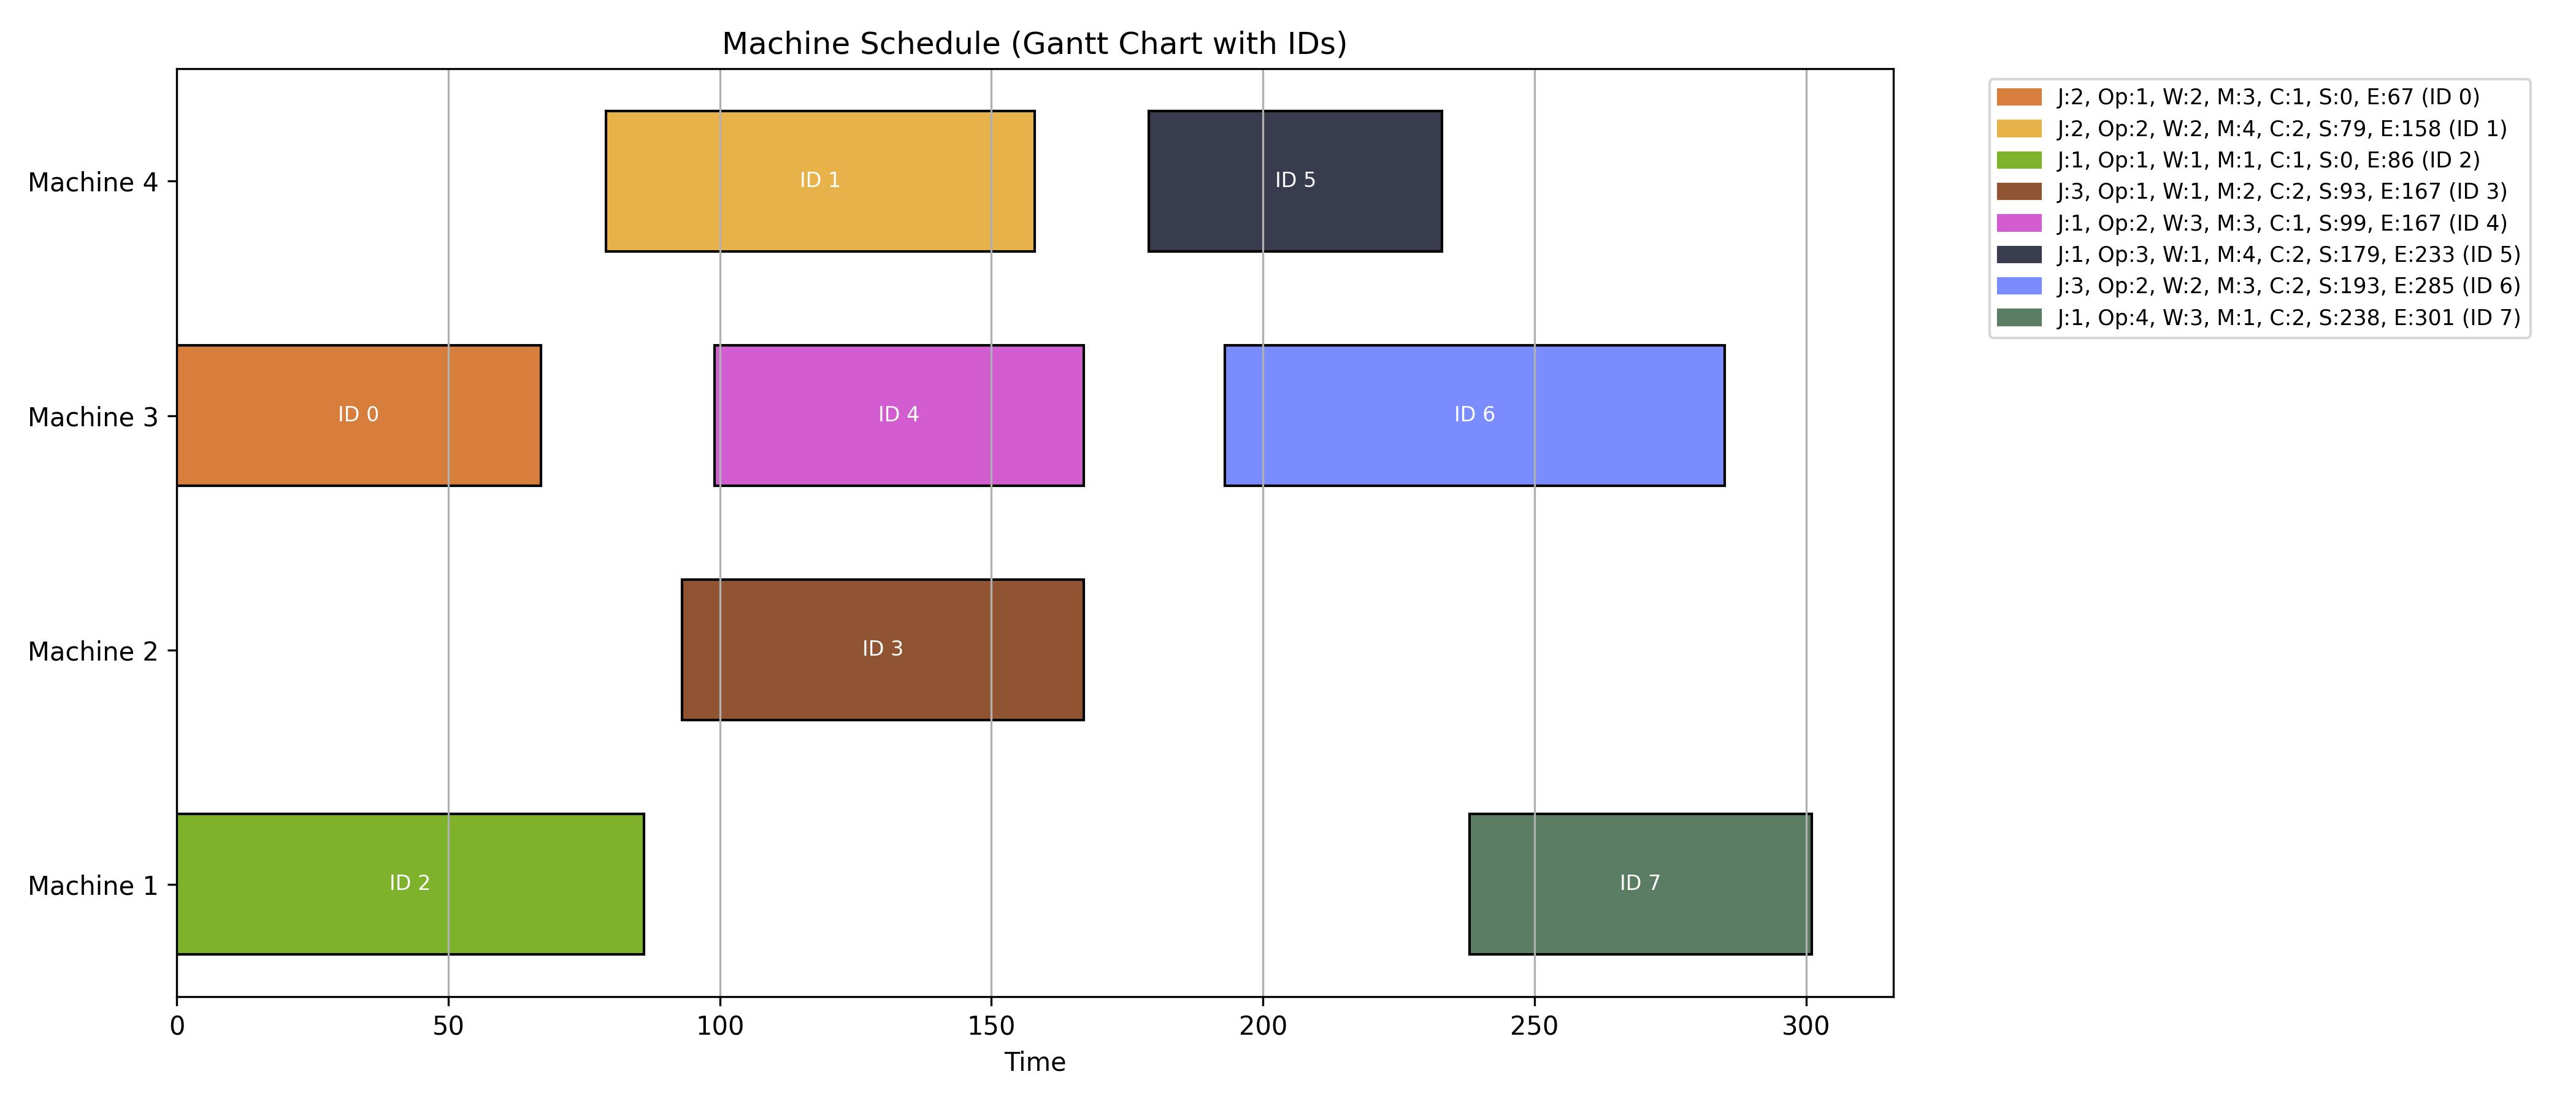 Machine Schedule (Gantt Chart with IDs)
J:2, Op:1, W:2, M:3, C:1, S:0, E:67 (ID 0)
J:2, Op:2, W:2, M:4, C:2, S:79, E:158 (ID 1)
J:1, Op:1, W:1, M:1, C:1, S:0, E:86 (ID 2)
J:3, Op:1, W:1, M:2, C:2, S:93, E:167 (ID 3)
J:1, Op:2, W:3, M:3, C:1, S:99, E:167 (ID 4)
J:1, Op:3, W:1, M:4, C:2, S:179, E:233 (ID 5)
J:3, Op:2, W:2, M:3, C:2, S:193, E:285 (ID 6)
J:1, Op:4, W:3, M:1, C:2, S:238, E:301 (ID 7)
Machine 4 ID 1 ID 5
Machine 3 ID 0 ID 4 ID 6
Machine 2 ID 3
Machine 1 ID 2 ID 7
0 50 100 150 200 250 300
Time